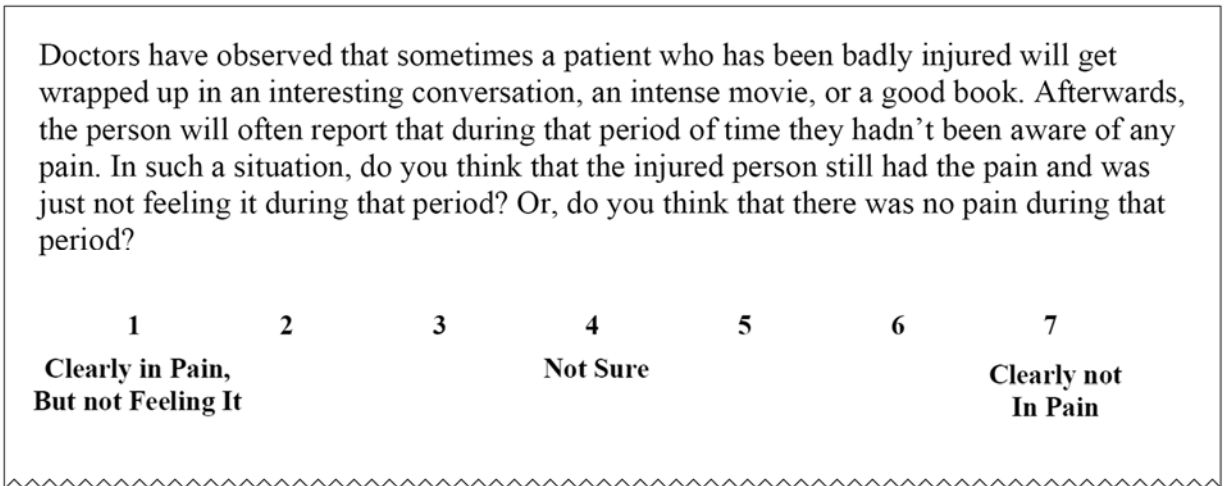 Doctors have observed that sometimes a patient who has been badly injured will get
wrapped up in an interesting conversation, an intense movie, or a good book. Afterwards,
the person will often report that during that period of time they hadn’t been aware of any
pain. In such a situation, do you think that the injured person still had the pain and was
just not feeling it during that period? Or, do you think that there was no pain during that
period?
1 2 3 4 5 6 7
Clearly in Pain, Not Sure Clearly not
But not Feeling It In Pain